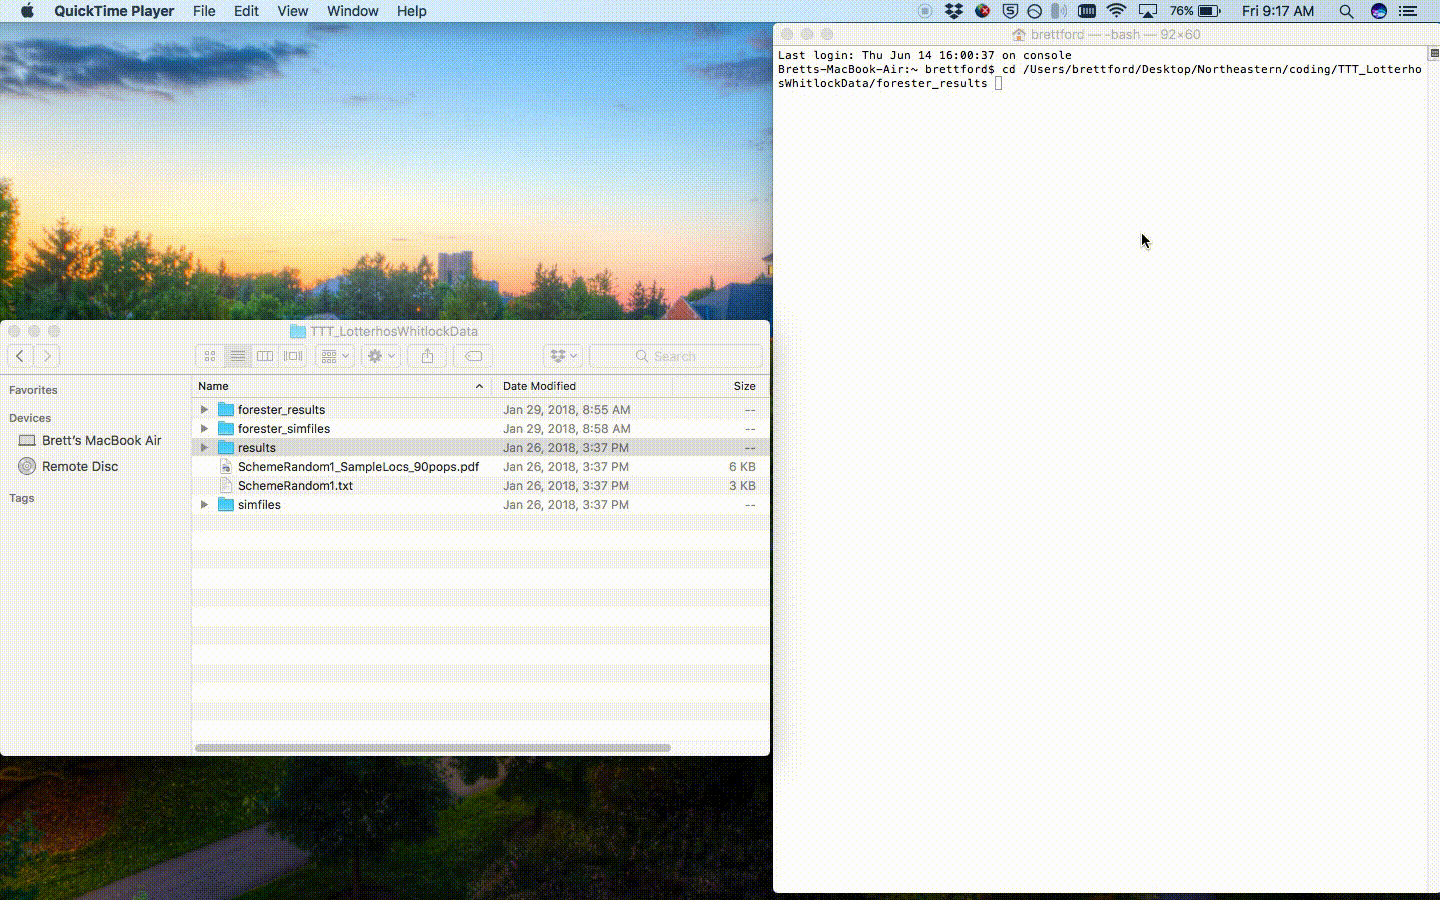 QuickTime Player File Edit View Window Help 76% Fri 9:17 AM
brettford — -bash — 92×60
Last login: Thu Jun 14 16:00:37 on console
Bretts-MacBook-Air:~ brettford$ cd /Users/brettford/Desktop/Northeastern/coding/TTT_Lotterho
sWhitlockData/forester_results
TTT_LotterhosWhitlockData
Search
Favorites
Devices
Brett's MacBook Air
Remote Disc
Tags
Name Date Modified Size
forester_results Jan 29, 2018, 8:55 AM --
forester_simfiles Jan 29, 2018, 8:58 AM --
results Jan 26, 2018, 3:37 PM --
SchemeRandom1_SampleLocs_90pops.pdf Jan 26, 2018, 3:37 PM 6 KB
SchemeRandom1.txt Jan 26, 2018, 3:37 PM 3 KB
simfiles Jan 26, 2018, 3:37 PM --